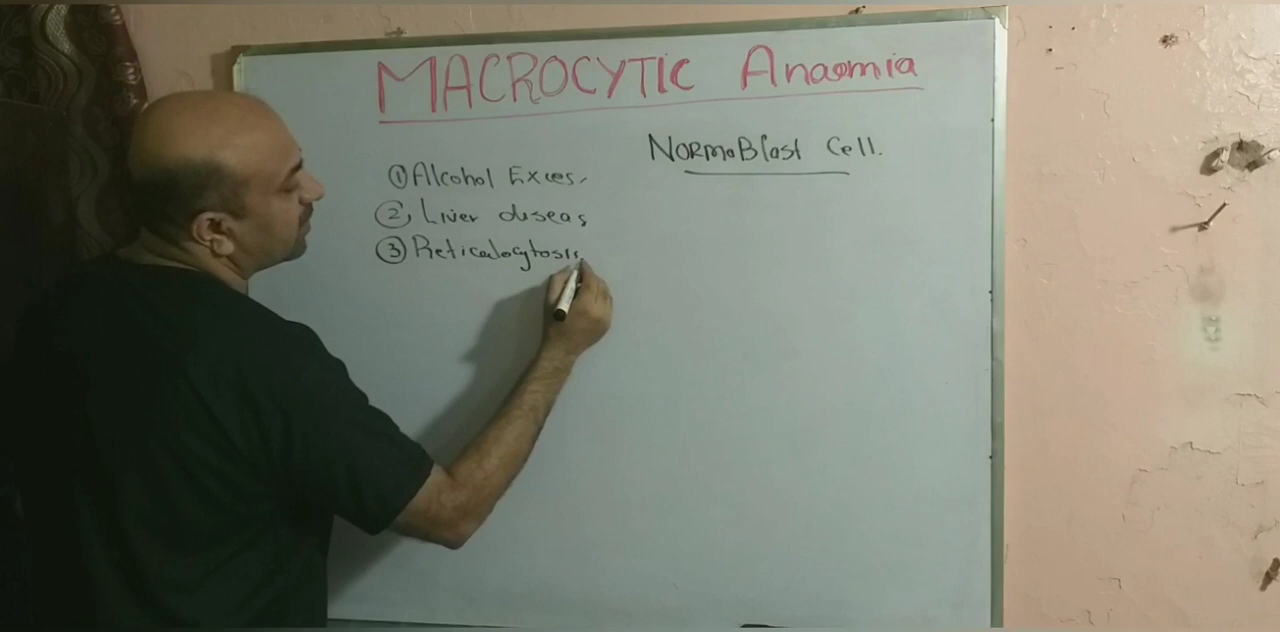 MACROCYTIC Anaemia
NORMoBlast Cell.
① Alcohol Exces,
②, Liver diseas,
③ Reticulocytosis